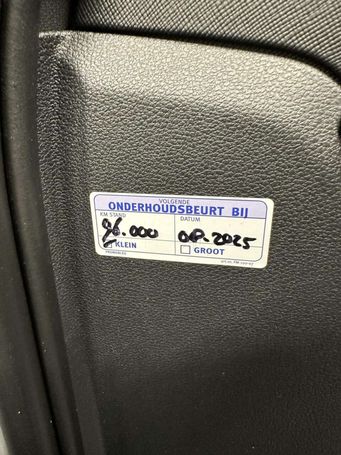 VOLGENDE
ONDERHOUDSBEURT BIJ
KM STAND DATUM
96.000 08.2025
KLEIN GROOT